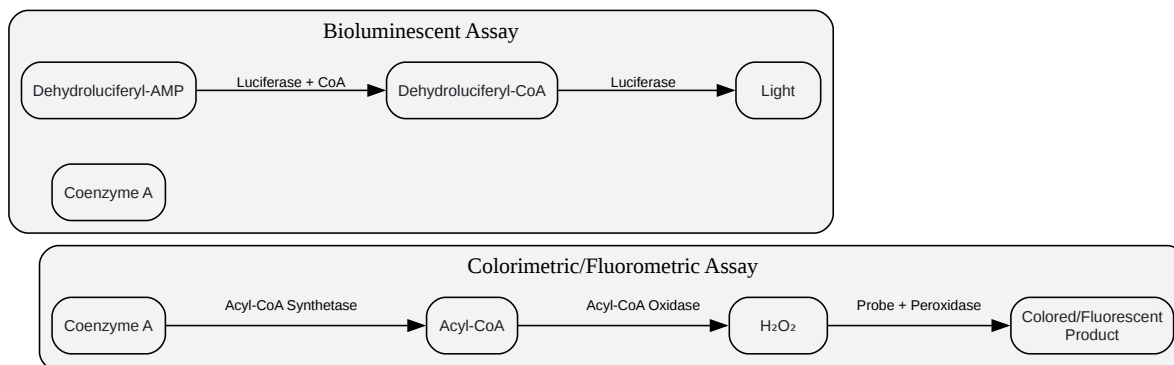 Bioluminescent Assay
Dehydroluciferyl-AMP
Luciferase + CoA
Dehydroluciferyl-CoA
Luciferase
Light
Coenzyme A
Colorimetric/Fluorometric Assay
Coenzyme A
Acyl-CoA Synthetase
Acyl-CoA
Acyl-CoA Oxidase
H₂O₂
Probe + Peroxidase
Colored/Fluorescent
Product